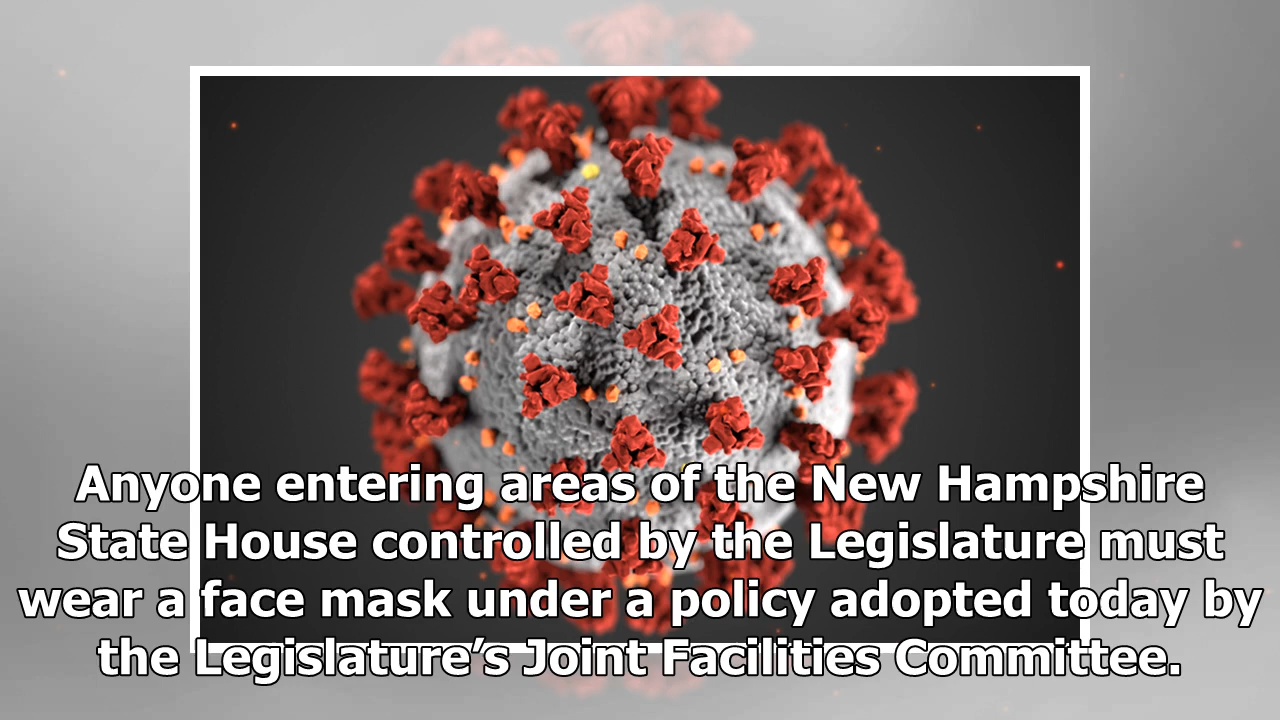 Anyone entering areas of the New Hampshire
State House controlled by the Legislature must
wear a face mask under a policy adopted today by
the Legislature’s Joint Facilities Committee.